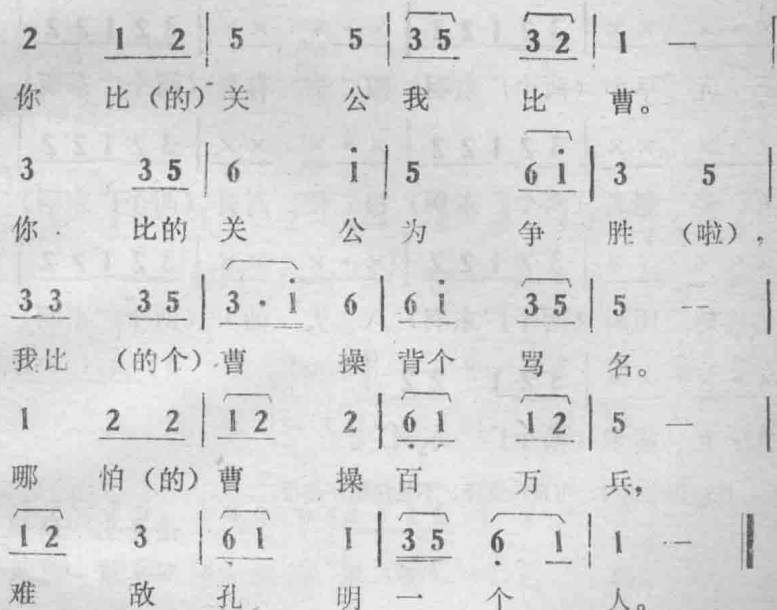 2 1 2 | 5 5 | 3 5 3 2 | 1 — |
你 比（的）关 公 我 比 曹。
3 3 5 | 6 i̇ | 5 6 i̇ | 3 5 |
你 比的 关 公 为 争 胜 （啦），
3 3 3 5 | 3 · i̇ 6 | 6 i̇ 3 5 | 5 — |
我比 （的个）曹 操 背个 骂 名。
1 2 2 | 1 2 2 | 6̣ 1 1 2 | 5 — |
哪 怕（的）曹 操 百 万 兵，
1 2 3 | 6̣ 1 1 | 3 5 6̣ 1 | 1 — ‖
难 敌 孔 明 一 个 人。